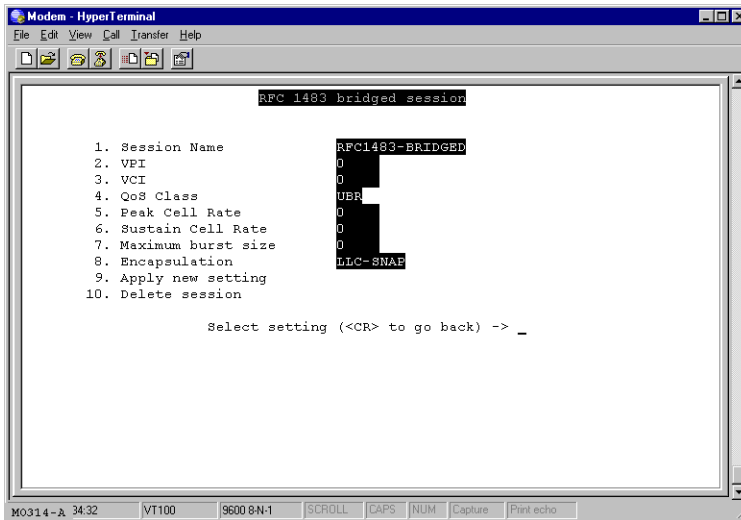 Modem - HyperTerminal
File Edit View Call Transfer Help
RFC 1483 bridged session
1. Session Name RFC1483-BRIDGED
2. VPI 0
3. VCI 0
4. QoS Class UBR
5. Peak Cell Rate 0
6. Sustain Cell Rate 0
7. Maximum burst size 0
8. Encapsulation LLC-SNAP
9. Apply new setting
10. Delete session
Select setting (<CR> to go back) -> _
M0314-A 34:32 VT100 9600 8-N-1 SCROLL CAPS NUM Capture Print echo